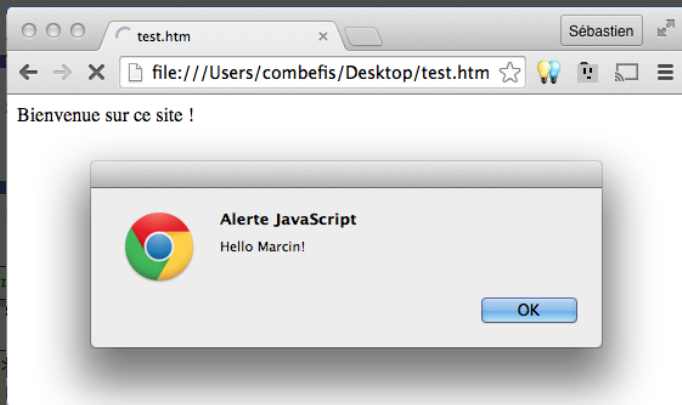 test.htm
Sébastien
file:///Users/combefis/Desktop/test.htm
Bienvenue sur ce site !
Alerte JavaScript
Hello Marcin!
OK